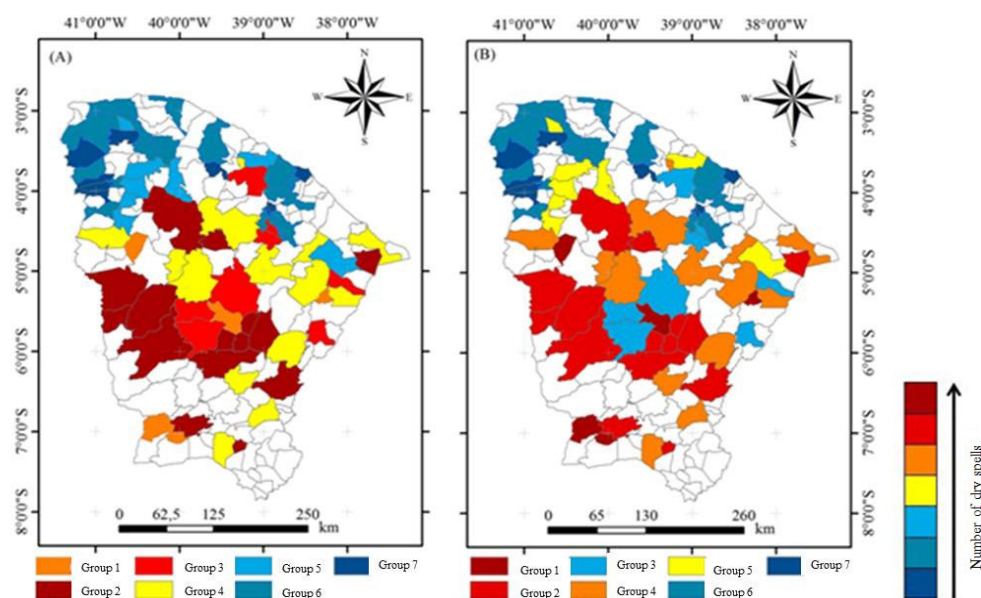 41°0'0"W 40°0'0"W 39°0'0"W 38°0'0"W
41°0'0"W 40°0'0"W 39°0'0"W 38°0'0"W
(A)
N
W E
S
(B)
N
W E
S
3°0'0"S
4°0'0"S
5°0'0"S
6°0'0"S
7°0'0"S
8°0'0"S
3°0'0"S
4°0'0"S
5°0'0"S
6°0'0"S
7°0'0"S
8°0'0"S
0 62,5 125 250
km
0 65 130 260
km
Group 1 Group 3 Group 5 Group 7
Group 2 Group 4 Group 6
Group 1 Group 3 Group 5 Group 7
Group 2 Group 4 Group 6
Number of dry spells